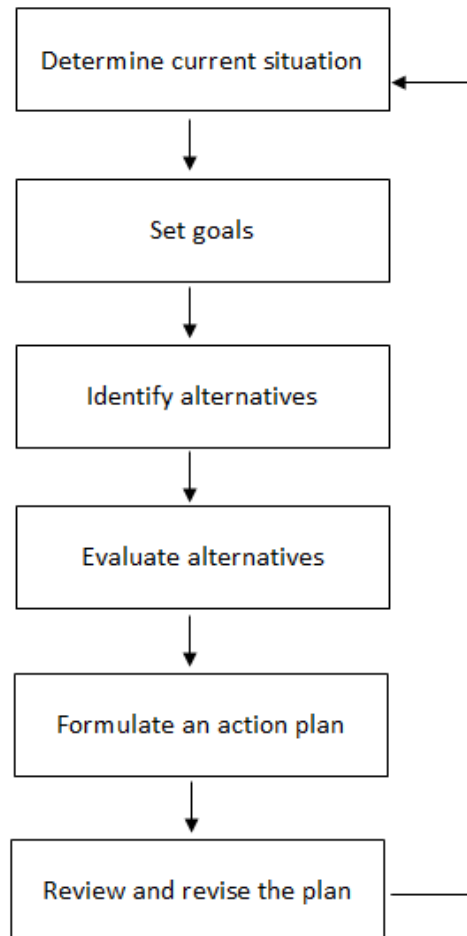 Determine current situation
Set goals
Identify alternatives
Evaluate alternatives
Formulate an action plan
Review and revise the plan